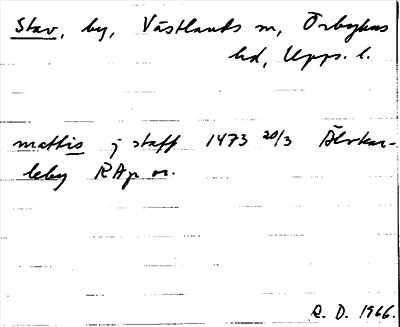 Stav, by, Västlands sn, Örbyhus
hd, Upps. l.
mattis j staff 1473 20/3 Älvkar-
leby RAp or.
R. D. 1966.